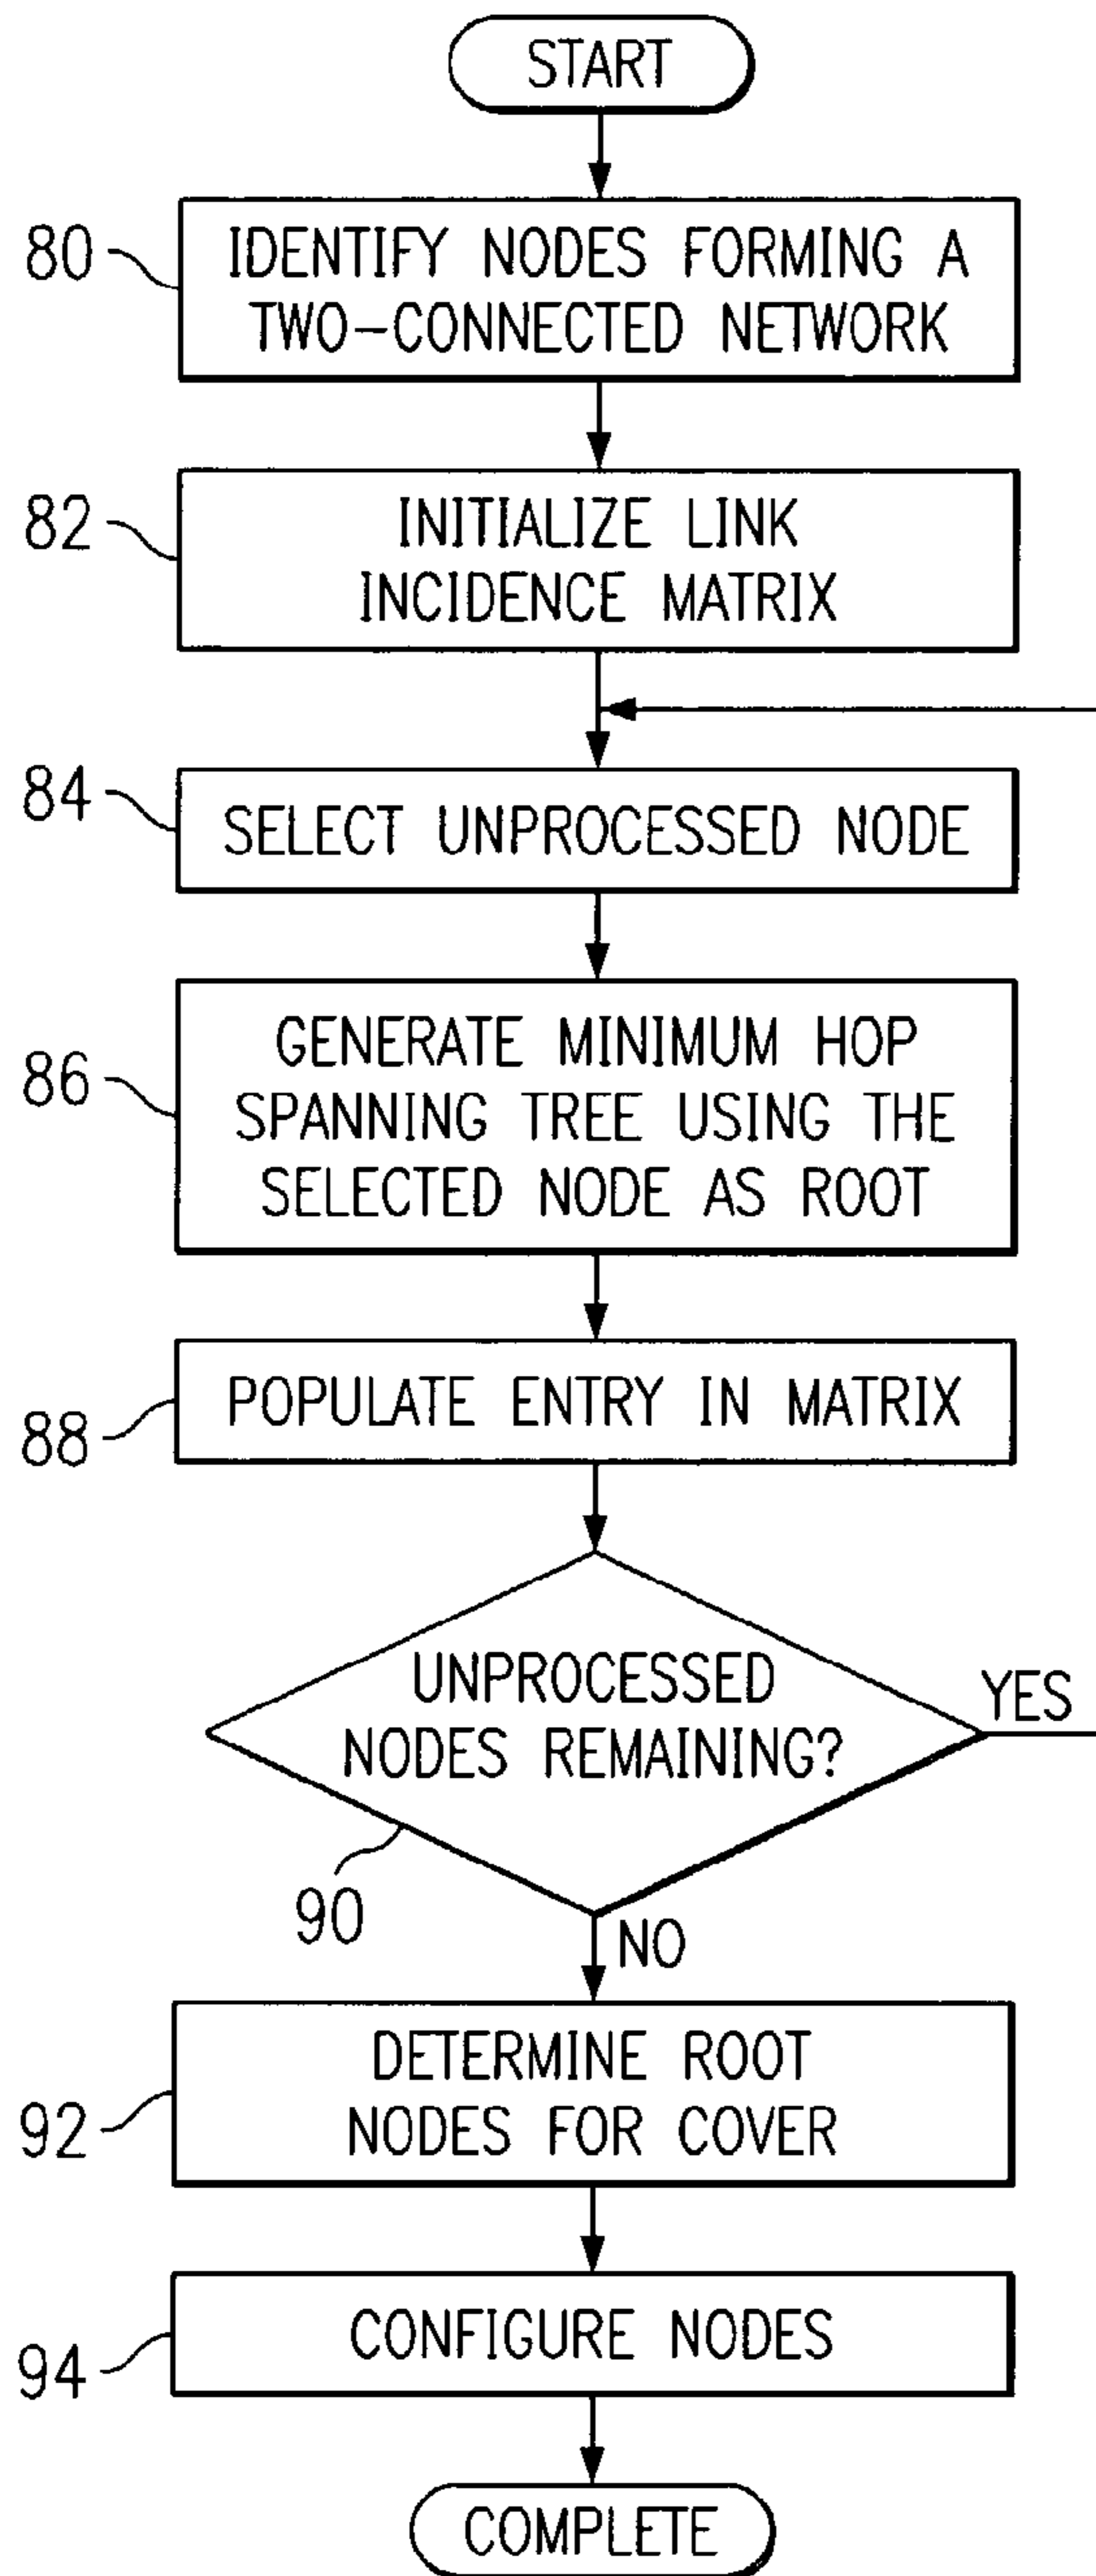 START
80
IDENTIFY NODES FORMING A
TWO-CONNECTED NETWORK
82
INITIALIZE LINK
INCIDENCE MATRIX
84
SELECT UNPROCESSED NODE
86
GENERATE MINIMUM HOP
SPANNING TREE USING THE
SELECTED NODE AS ROOT
88
POPULATE ENTRY IN MATRIX
UNPROCESSED
NODES REMAINING?
YES
90
NO
92
DETERMINE ROOT
NODES FOR COVER
94
CONFIGURE NODES
COMPLETE